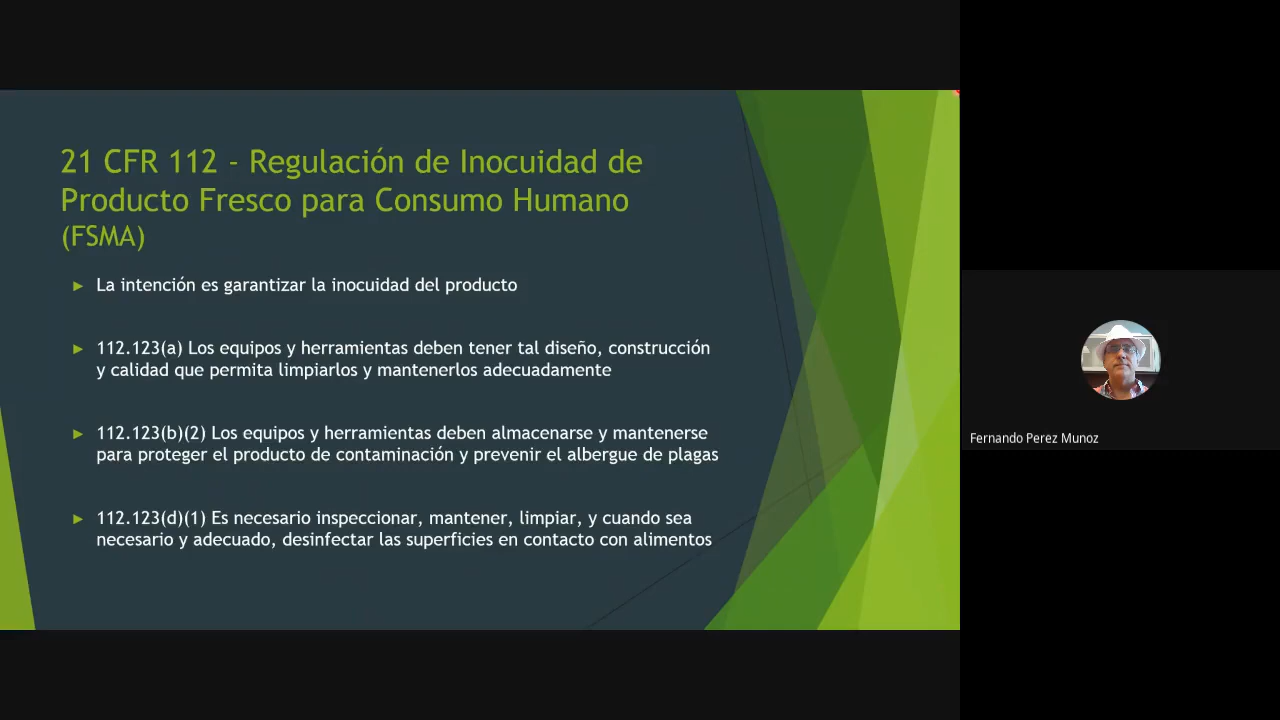 21 CFR 112 - Regulación de Inocuidad de
Producto Fresco para Consumo Humano
(FSMA)
La intención es garantizar la inocuidad del producto
112.123(a) Los equipos y herramientas deben tener tal diseño, construcción
y calidad que permita limpiarlos y mantenerlos adecuadamente
112.123(b)(2) Los equipos y herramientas deben almacenarse y mantenerse
para proteger el producto de contaminación y prevenir el albergue de plagas
112.123(d)(1) Es necesario inspeccionar, mantener, limpiar, y cuando sea
necesario y adecuado, desinfectar las superficies en contacto con alimentos
Fernando Perez Munoz